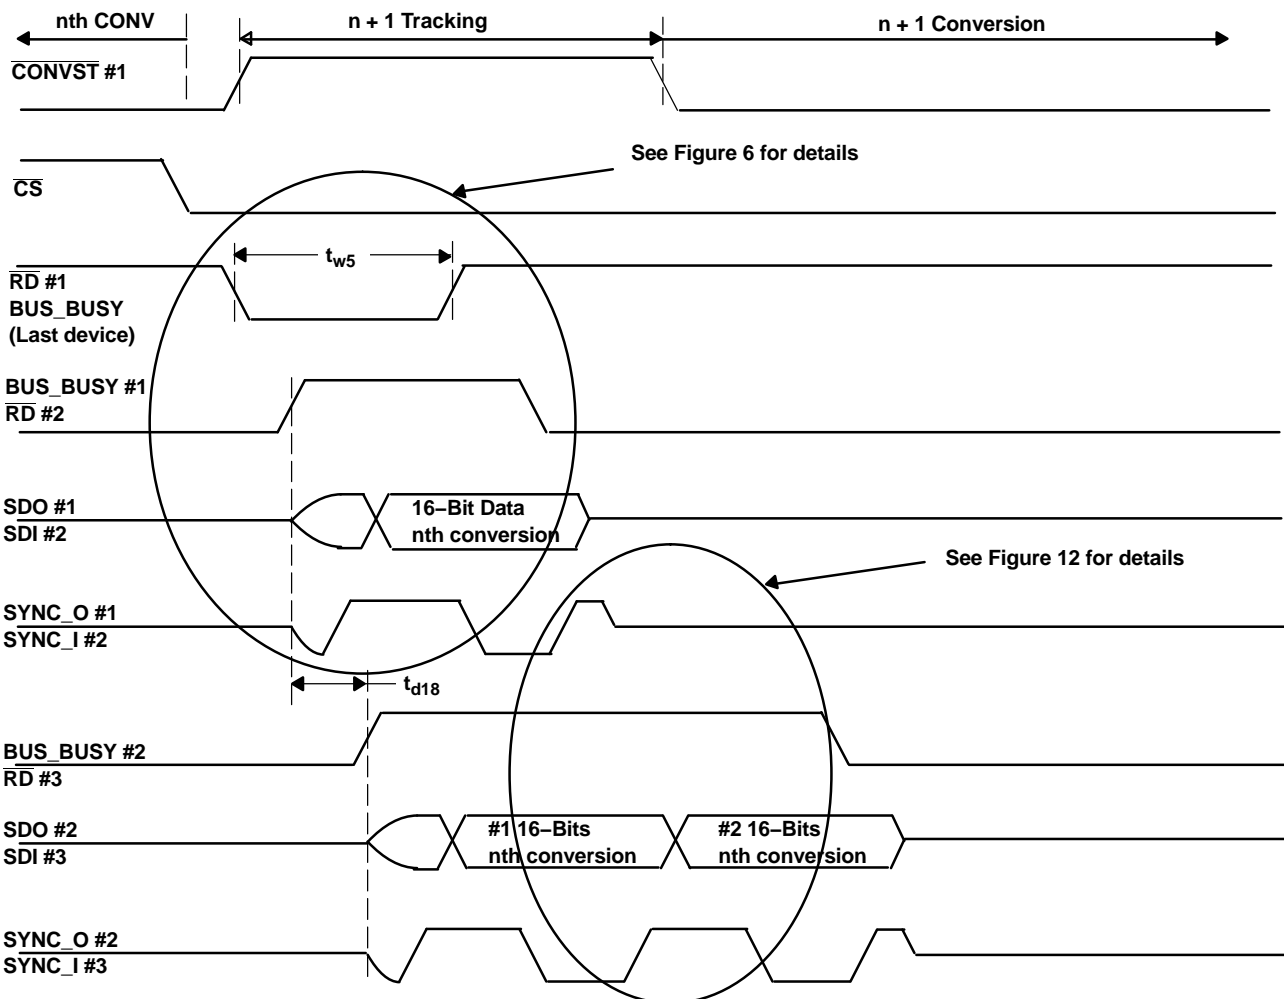 nth CONV
n + 1 Tracking
n + 1 Conversion
CONVST #1
See Figure 6 for details
CS
tw5
RD #1
BUS_BUSY
(Last device)
BUS_BUSY #1
RD #2
SDO #1
SDI #2
16–Bit Data
nth conversion
See Figure 12 for details
SYNC_O #1
SYNC_I #2
td18
BUS_BUSY #2
RD #3
SDO #2
SDI #3
#1 16–Bits
nth conversion
#2 16–Bits
nth conversion
SYNC_O #2
SYNC_I #3